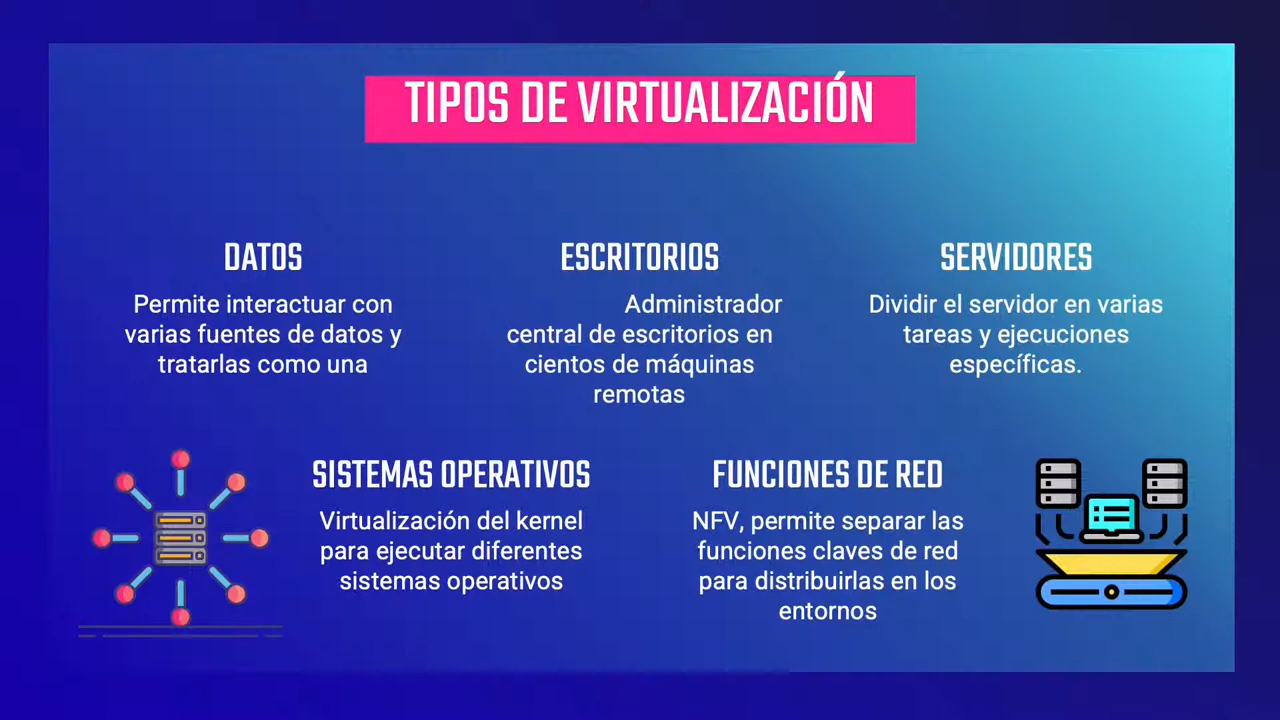 TIPOS DE VIRTUALIZACIÓN
DATOS
Permite interactuar con
varias fuentes de datos y
tratarlas como una
ESCRITORIOS
Administrador
central de escritorios en
cientos de máquinas
remotas
SERVIDORES
Dividir el servidor en varias
tareas y ejecuciones
específicas.
SISTEMAS OPERATIVOS
Virtualización del kernel
para ejecutar diferentes
sistemas operativos
FUNCIONES DE RED
NFV, permite separar las
funciones claves de red
para distribuirlas en los
entornos